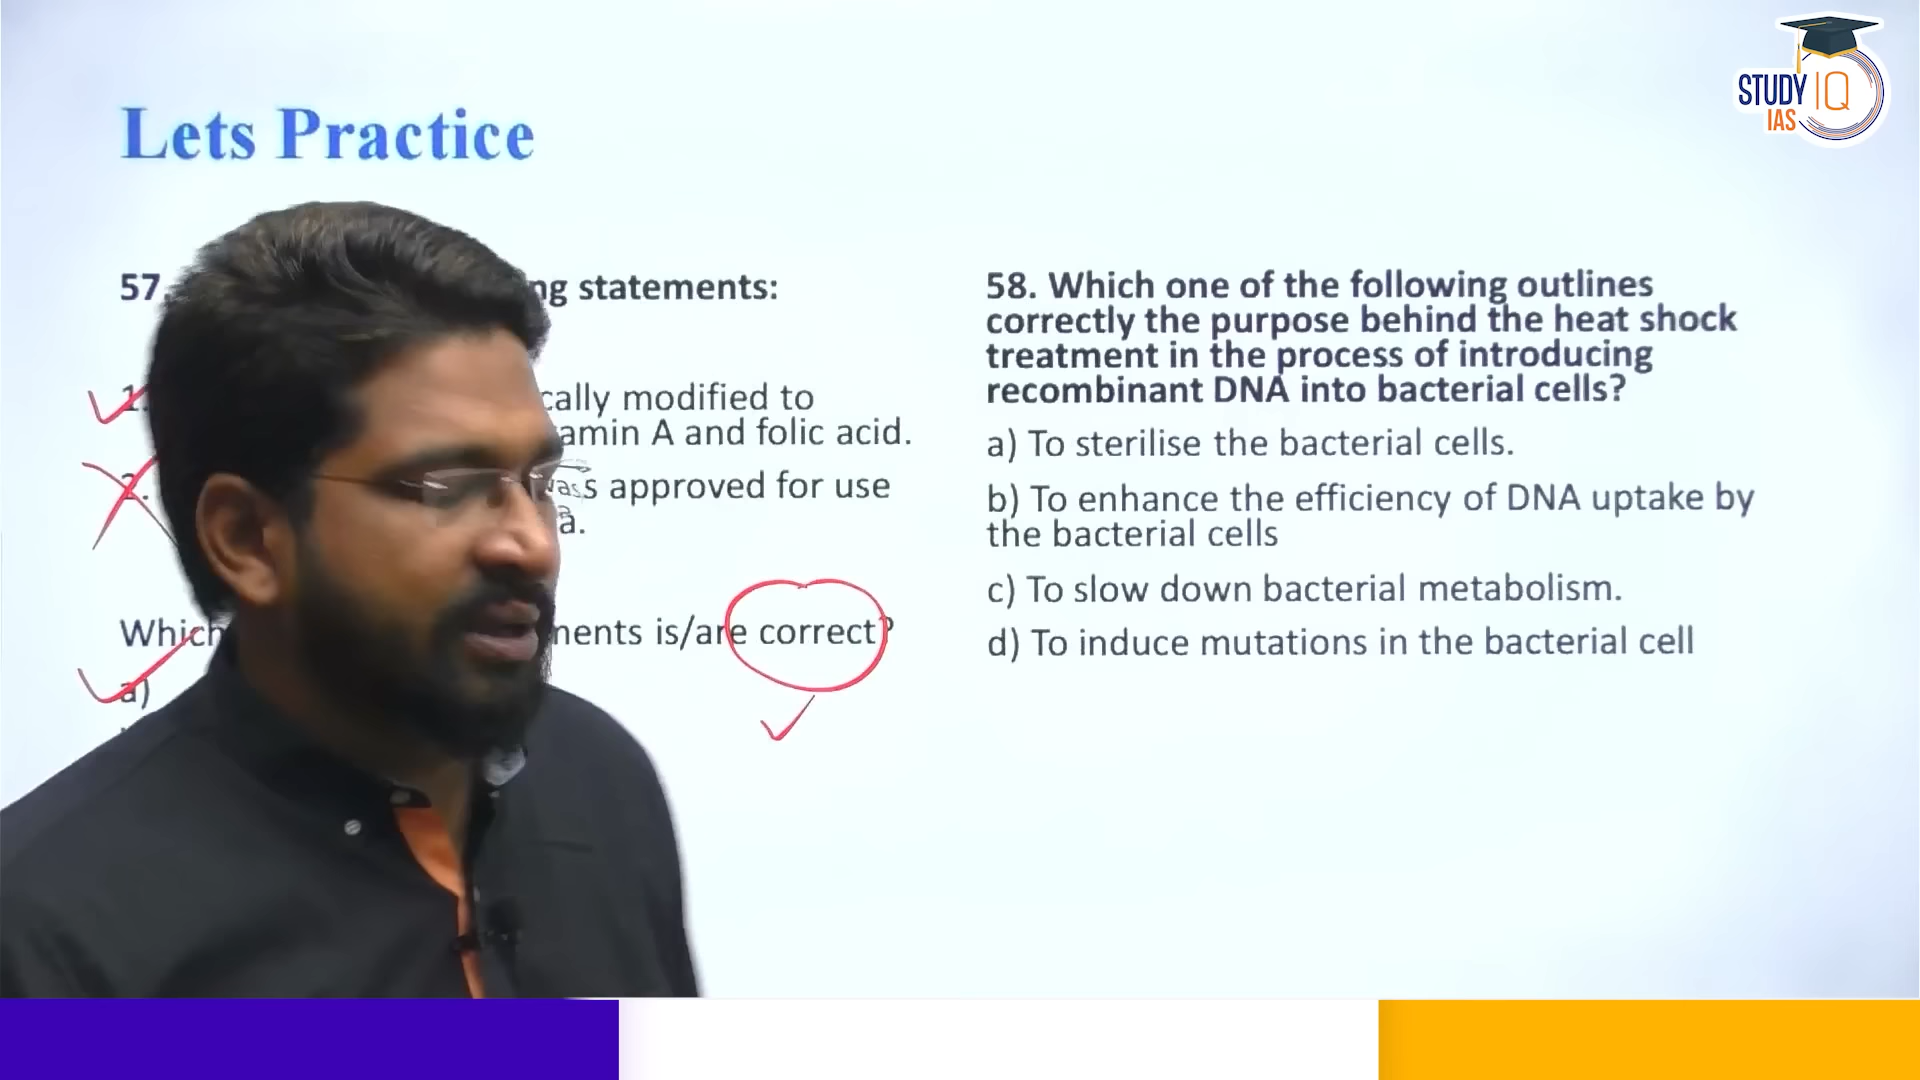 STUDY IQ
IAS
Lets Practice
57. ng statements:
1. cally modified to
amin A and folic acid.
2. approved for use
a.
Which ments is/are correct?
a)
58. Which one of the following outlines
correctly the purpose behind the heat shock
treatment in the process of introducing
recombinant DNA into bacterial cells?
a) To sterilise the bacterial cells.
b) To enhance the efficiency of DNA uptake by
the bacterial cells
c) To slow down bacterial metabolism.
d) To induce mutations in the bacterial cell